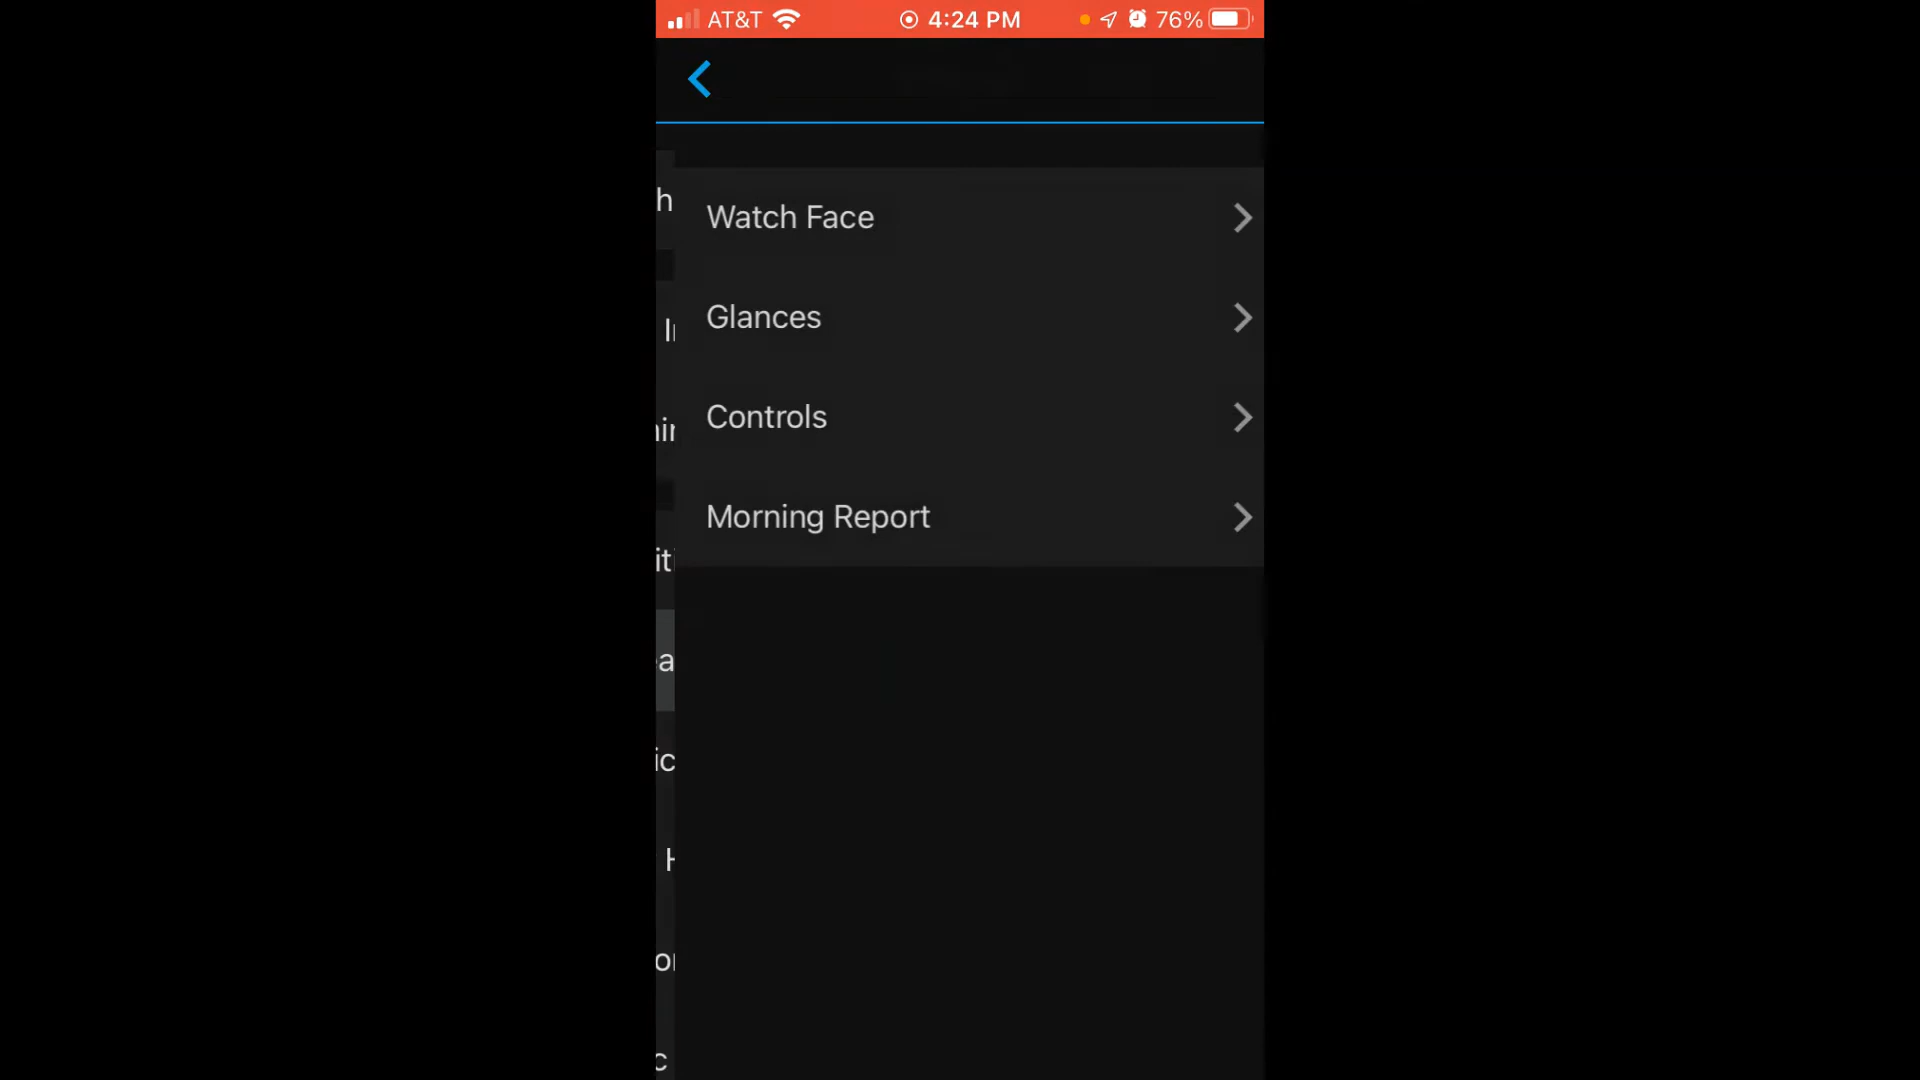 AT&T 4:24 PM 76%
Watch Face
Glances
Controls
Morning Report